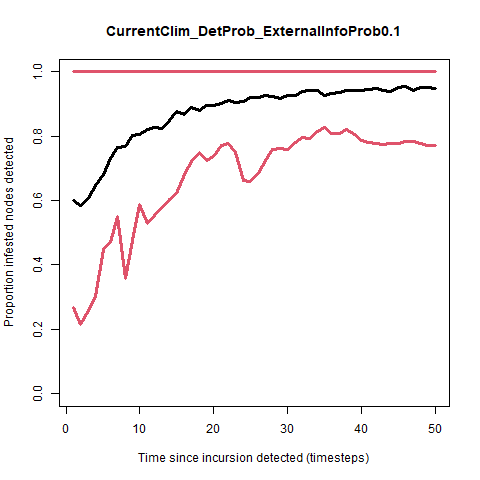 CurrentClim_DetProb_ExternalInfoProb0.1
Proportion infested nodes detected
1.0
0.8
0.6
0.4
0.2
0.0
0 10 20 30 40 50
Time since incursion detected (timesteps)